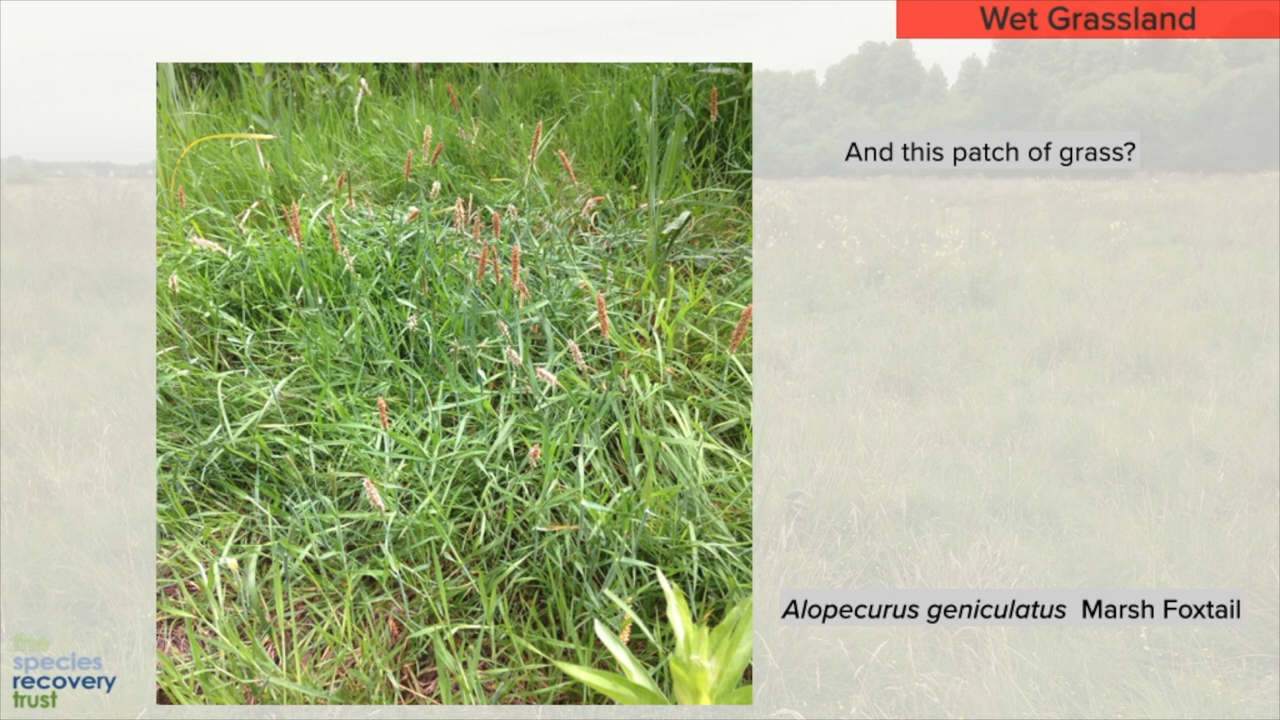 Wet Grassland
And this patch of grass?
Alopecurus geniculatus Marsh Foxtail
the
species
recovery
trust